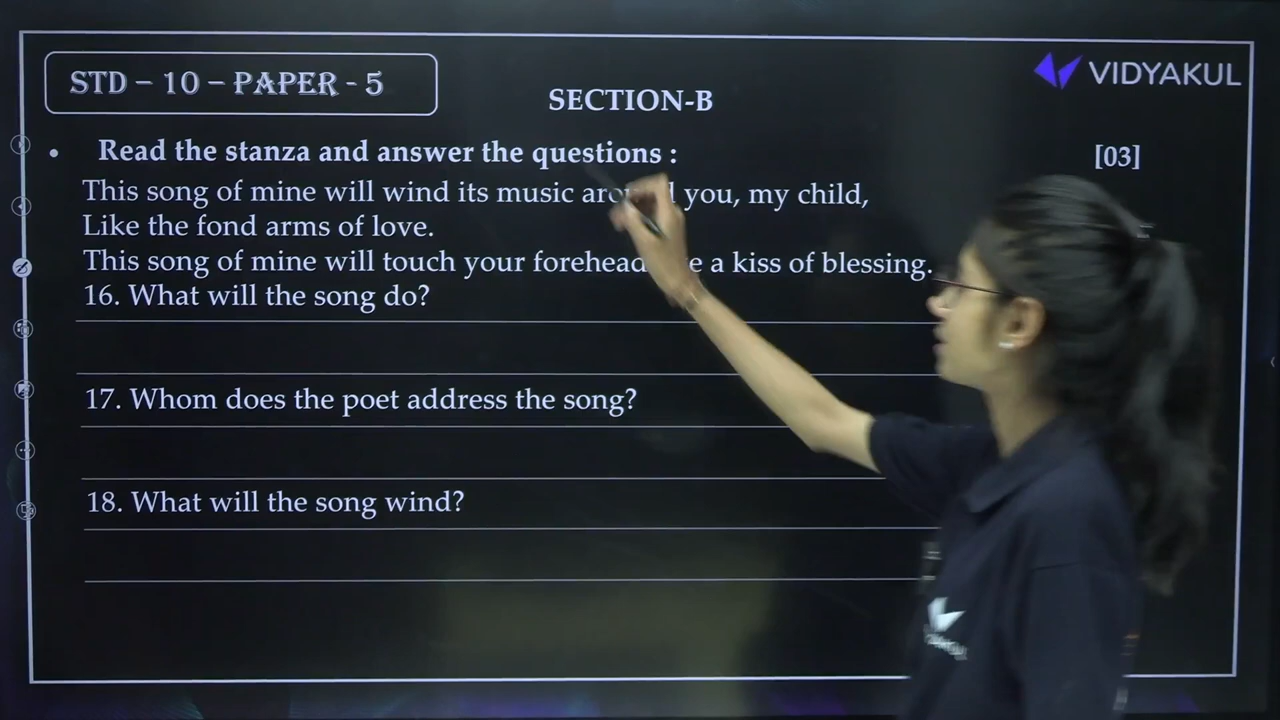 STD – 10 – PAPER - 5
VIDYAKUL
SECTION-B
• Read the stanza and answer the questions : [03]
This song of mine will wind its music you, my child,
Like the fond arms of love.
This song of mine will touch your forehead a kiss of blessing.
16. What will the song do?
17. Whom does the poet address the song?
18. What will the song wind?